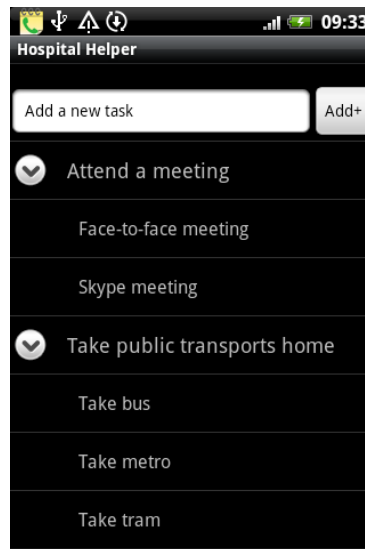 09:33
Hospital Helper
Add a new task
Add+
Attend a meeting
Face-to-face meeting
Skype meeting
Take public transports home
Take bus
Take metro
Take tram